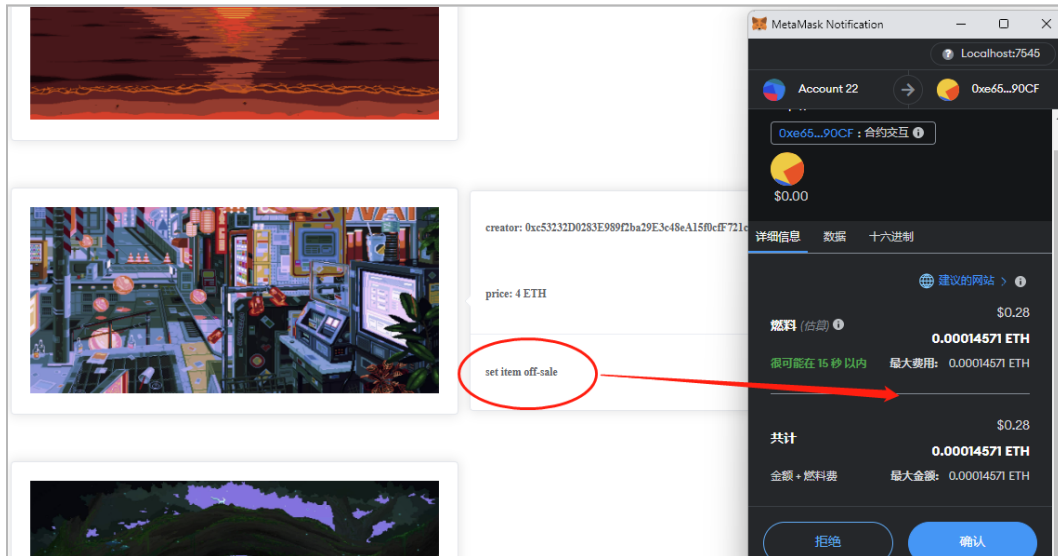 MetaMask Notification
Localhost:7545
Account 22
0xe65...90CF
0xe65...90CF : 合约交互
$0.00
详细信息 数据 十六进制
建议的网站 >
$0.28
燃料 (估算)
0.00014571 ETH
很可能在 15 秒以内 最大费用: 0.00014571 ETH
$0.28
共计
0.00014571 ETH
金额 + 燃料费 最大金额: 0.00014571 ETH
拒绝 确认
creator: 0xc53232D0283E989f2ba29E3c48eA15f0cfF721c
price: 4 ETH
set item off-sale